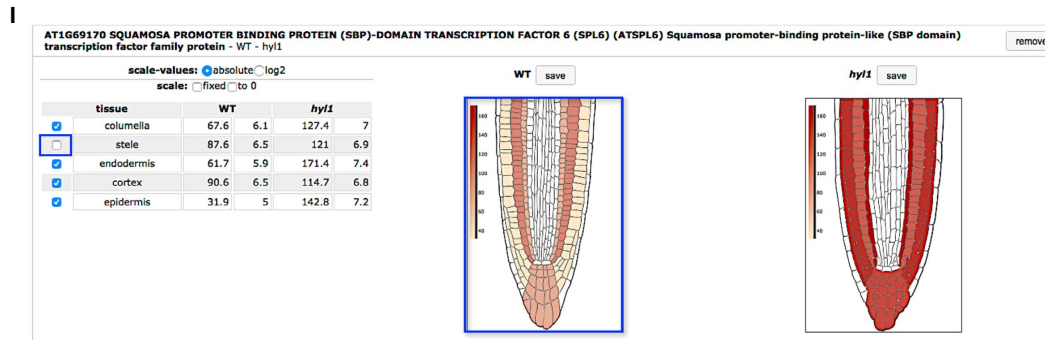 I
AT1G69170 SQUAMOSA PROMOTER BINDING PROTEIN (SBP)-DOMAIN TRANSCRIPTION FACTOR 6 (SPL6) (ATSPL6) Squamosa promoter-binding protein-like (SBP domain)
transcription factor family protein - WT - hyl1
remove
scale-values: absolute log2
scale: fixed to 0
tissue WT hyl1
columella 67.6 6.1 127.4 7
stele 87.6 6.5 121 6.9
endodermis 61.7 5.9 171.4 7.4
cortex 90.6 6.5 114.7 6.8
epidermis 31.9 5 142.8 7.2
WT save
160
140
120
100
80
60
40
hyl1 save
160
140
120
100
80
60
40